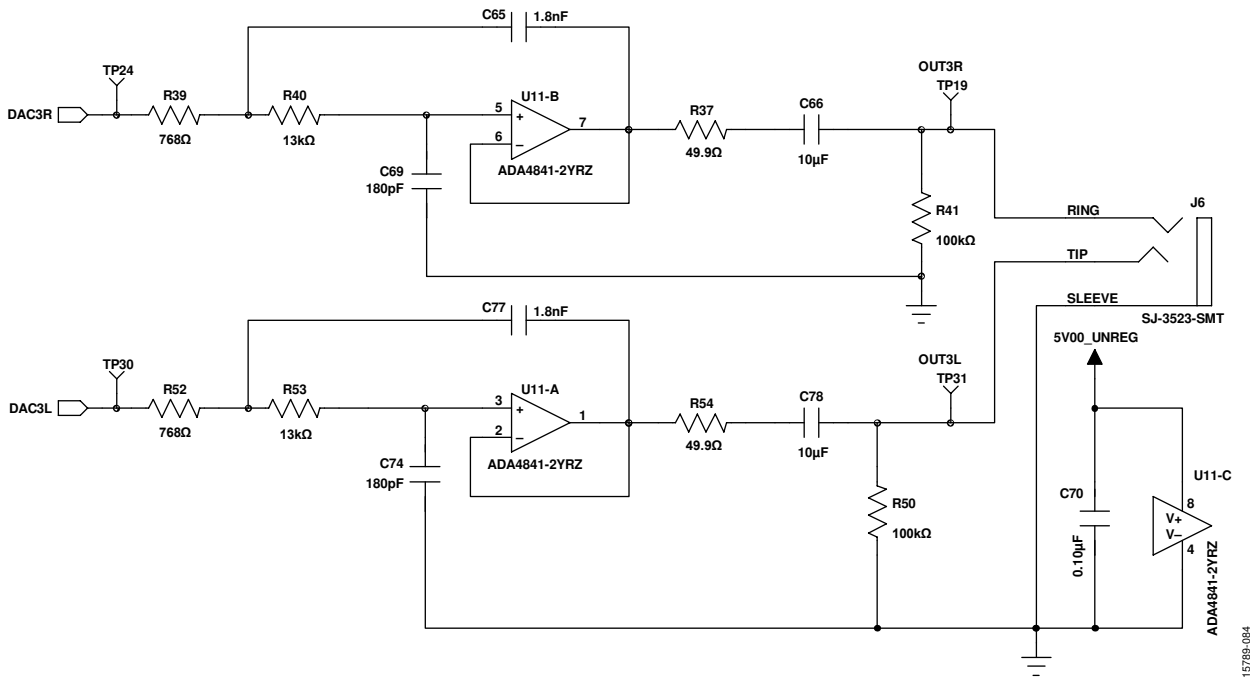 C65
1.8nF
TP24
DAC3R
R39
768Ω
R40
13kΩ
U11-B
5
+
6
–
7
ADA4841-2YRZ
C69
180pF
R37
49.9Ω
C66
10µF
OUT3R
TP19
R41
100kΩ
RING
TIP
SLEEVE
J6
SJ-3523-SMT
C77
1.8nF
TP30
DAC3L
R52
768Ω
R53
13kΩ
U11-A
3
+
2
–
1
ADA4841-2YRZ
C74
180pF
R54
49.9Ω
C78
10µF
OUT3L
TP31
R50
100kΩ
5V00_UNREG
C70
0.10µF
U11-C
8
V+
V–
4
ADA4841-2YRZ
15789-084